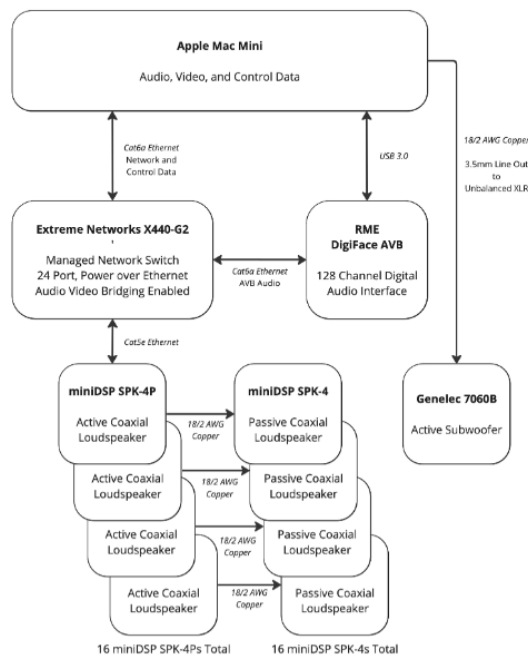 Apple Mac Mini
Audio, Video, and Control Data
Cat6a Ethernet
Network and
Control Data
USB 3.0
18/2 AWG Copper
3.5mm Line Out
to
Unbalanced XLR
Extreme Networks X440-G2
'
Managed Network Switch
24 Port, Power over Ethernet
Audio Video Bridging Enabled
Cat6a Ethernet
AVB Audio
RME
DigiFace AVB
128 Channel Digital
Audio Interface
Cat5e Ethernet
miniDSP SPK-4P
Active Coaxial
Loudspeaker
18/2 AWG
Copper
miniDSP SPK-4
Passive Coaxial
Loudspeaker
Genelec 7060B
Active Subwoofer
Active Coaxial
Loudspeaker
18/2 AWG
Copper
Passive Coaxial
Loudspeaker
Active Coaxial
Loudspeaker
18/2 AWG
Copper
Passive Coaxial
Loudspeaker
Active Coaxial
Loudspeaker
18/2 AWG
Copper
Passive Coaxial
Loudspeaker
16 miniDSP SPK-4Ps Total
16 miniDSP SPK-4s Total